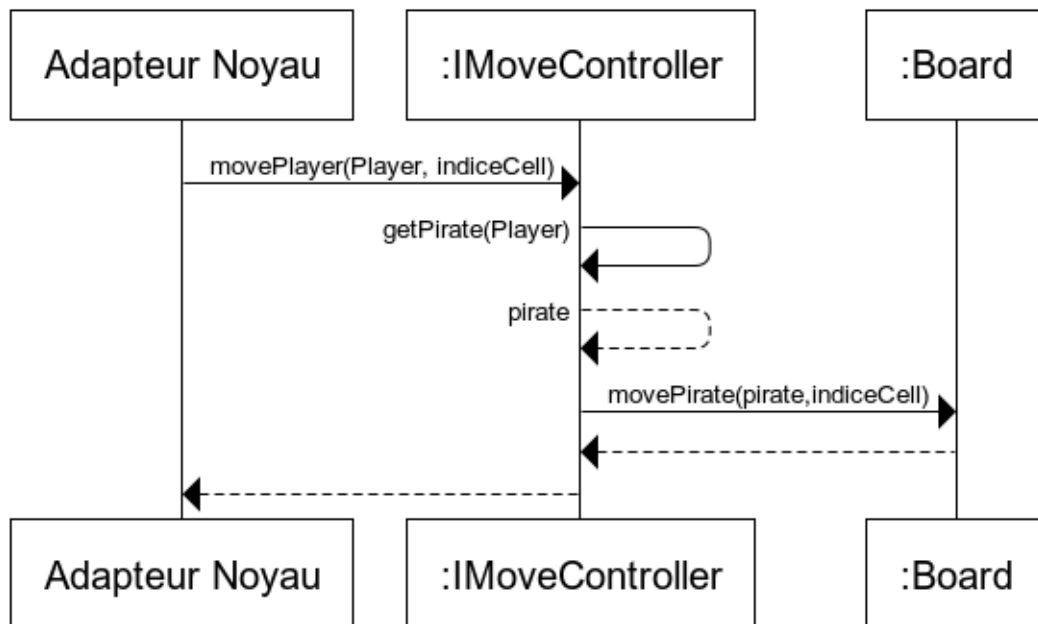 Adapteur Noyau
:IMoveController
:Board
movePlayer(Player, indiceCell)
getPirate(Player)
pirate
movePirate(pirate,indiceCell)
Adapteur Noyau
:IMoveController
:Board